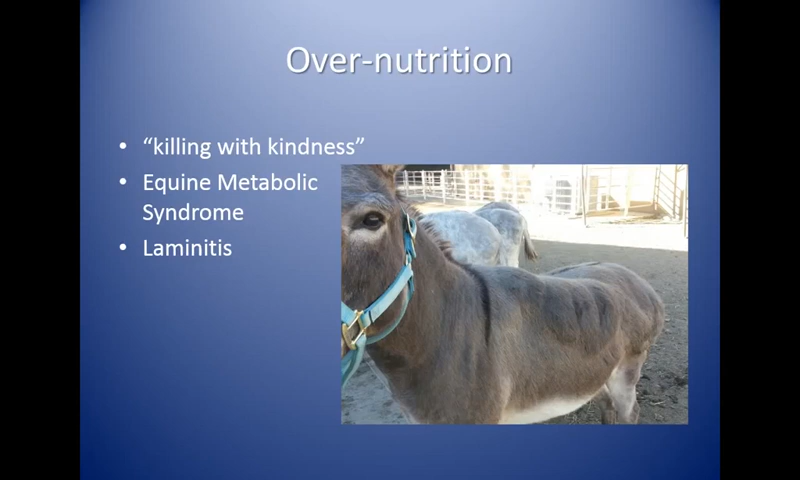 Over-nutrition
• “killing with kindness”
• Equine Metabolic
Syndrome
• Laminitis